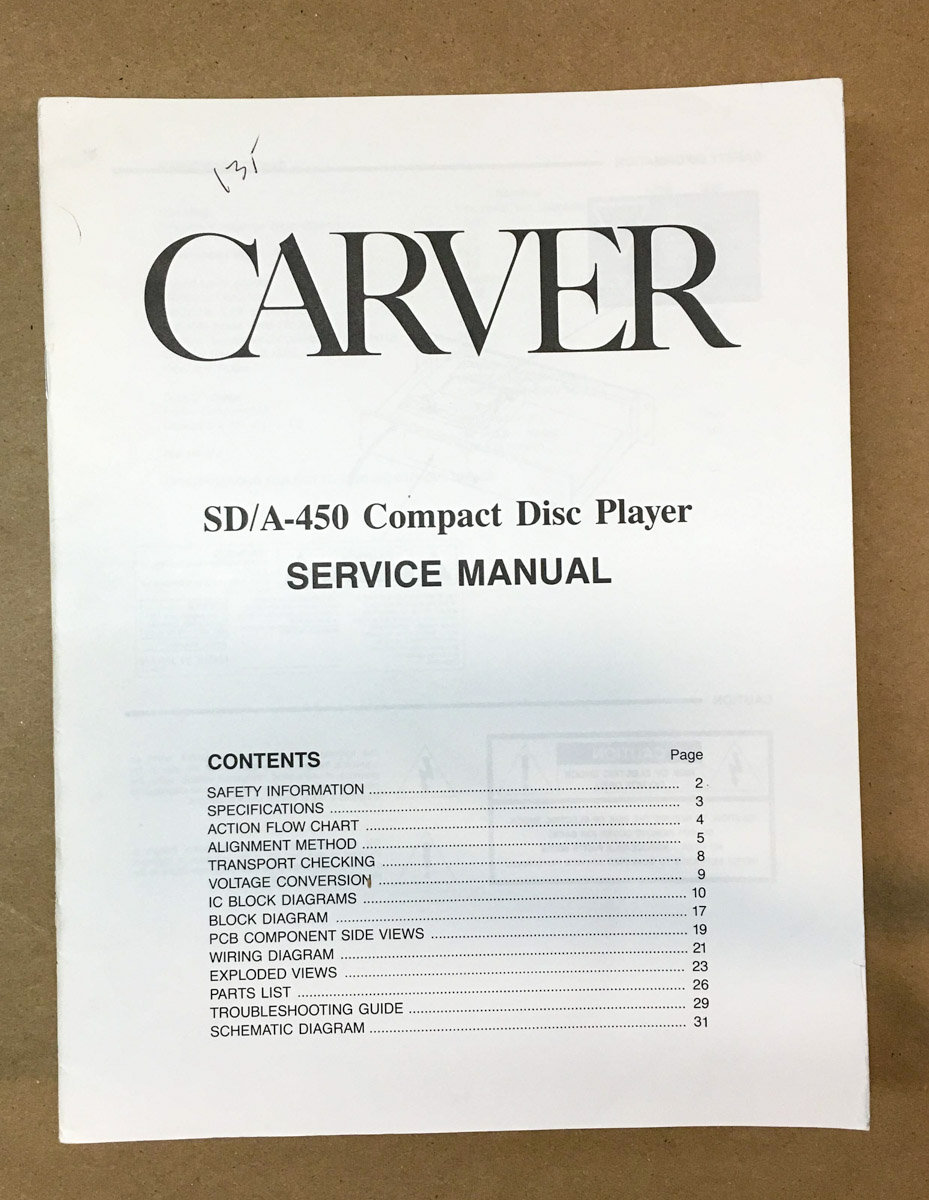 135
CARVER
SD/A-450 Compact Disc Player
SERVICE MANUAL
CONTENTS Page
SAFETY INFORMATION ........ 2
SPECIFICATIONS ........ 3
ACTION FLOW CHART ........ 4
ALIGNMENT METHOD ........ 5
TRANSPORT CHECKING ........ 8
VOLTAGE CONVERSION ........ 9
IC BLOCK DIAGRAMS ........ 10
BLOCK DIAGRAM ........ 17
PCB COMPONENT SIDE VIEWS ........ 19
WIRING DIAGRAM ........ 21
EXPLODED VIEWS ........ 23
PARTS LIST ........ 26
TROUBLESHOOTING GUIDE ........ 29
SCHEMATIC DIAGRAM ........ 31